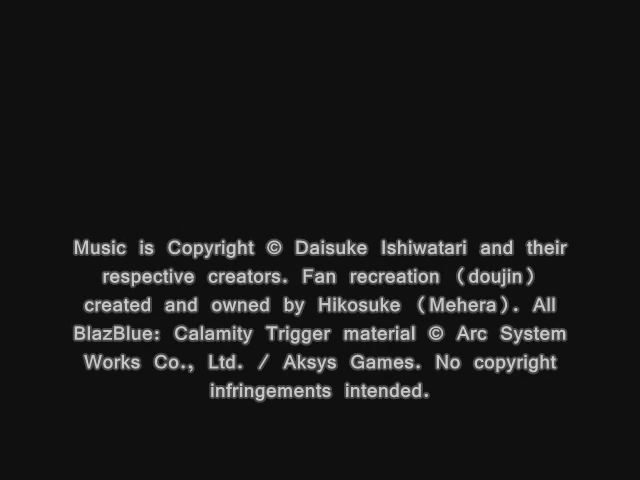 Music is Copyright © Daisuke Ishiwatari and their
respective creators. Fan recreation (doujin)
created and owned by Hikosuke (Mehera). All
BlazBlue: Calamity Trigger material © Arc System
Works Co., Ltd. / Aksys Games. No copyright
infringements intended.